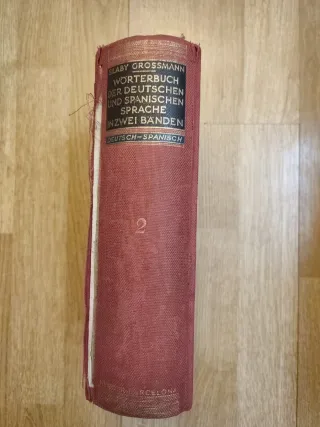 SLABY GROSSMANN
WÖRTERBUCH
DER DEUTSCHEN
UND SPANISCHEN
SPRACHE
IN ZWEI BÄNDEN
DEUTSCH-SPANISCH
2